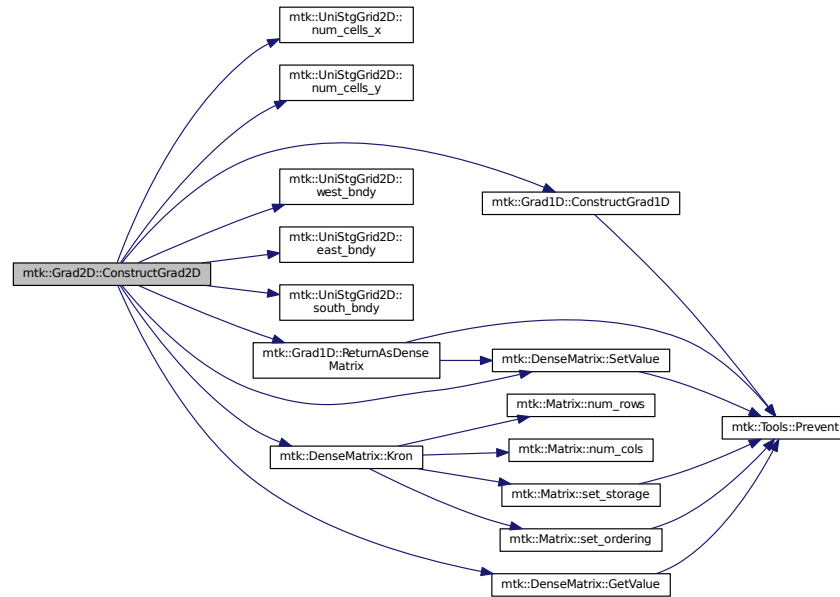 mtk::UniStgGrid2D::
num_cells_x
mtk::UniStgGrid2D::
num_cells_y
mtk::UniStgGrid2D::
west_bndy
mtk::Grad1D::ConstructGrad1D
mtk::UniStgGrid2D::
east_bndy
mtk::Grad2D::ConstructGrad2D
mtk::UniStgGrid2D::
south_bndy
mtk::Grad1D::ReturnAsDense
Matrix
mtk::DenseMatrix::SetValue
mtk::Matrix::num_rows
mtk::Tools::Prevent
mtk::DenseMatrix::Kron
mtk::Matrix::num_cols
mtk::Matrix::set_storage
mtk::Matrix::set_ordering
mtk::DenseMatrix::GetValue